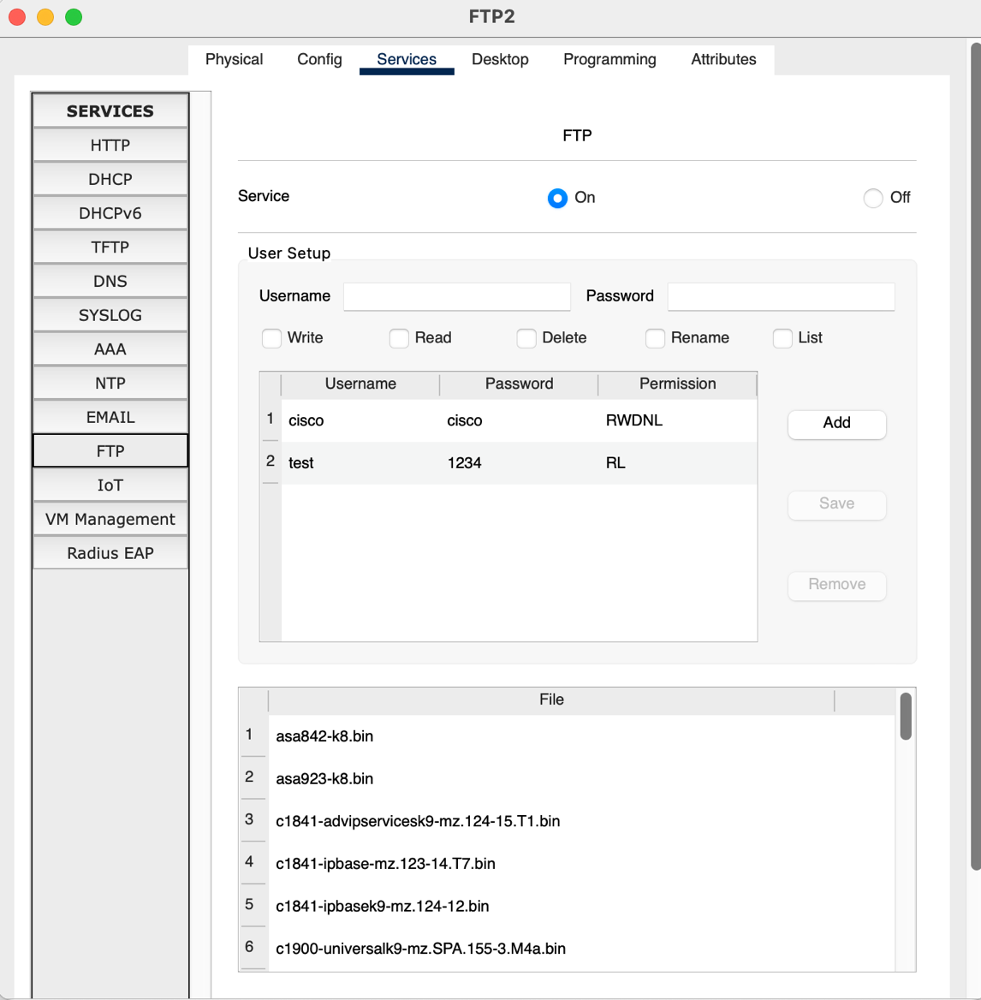 FTP2
Physical Config Services Desktop Programming Attributes
SERVICES
HTTP
DHCP
DHCPv6
TFTP
DNS
SYSLOG
AAA
NTP
EMAIL
FTP
IoT
VM Management
Radius EAP
FTP
Service On Off
User Setup
Username Password
Write Read Delete Rename List
Username Password Permission
1 cisco cisco RWDNL
2 test 1234 RL
Add
Save
Remove
File
1 asa842-k8.bin
2 asa923-k8.bin
3 c1841-advipservicesk9-mz.124-15.T1.bin
4 c1841-ipbase-mz.123-14.T7.bin
5 c1841-ipbasek9-mz.124-12.bin
6 c1900-universalk9-mz.SPA.155-3.M4a.bin